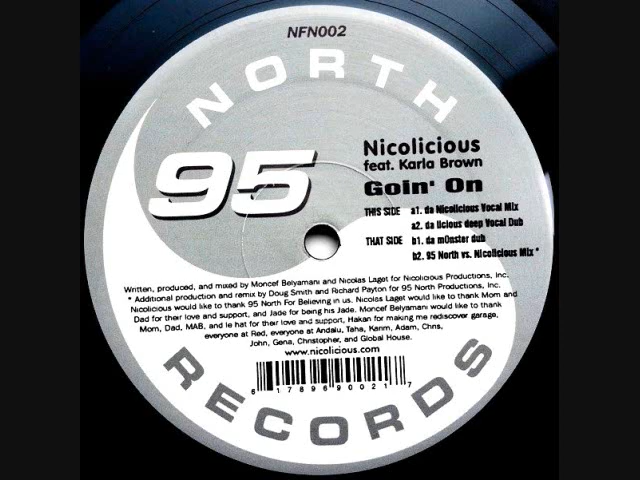 NFN002
NORTH
95
Nicolicious
feat. Karla Brown
Goin' On
THIS SIDE a1. da Nicolicious Vocal Mix
a2. da licious deep Vocal Dub
THAT SIDE b1. da m0nster dub
b2. 95 North vs. Nicolicious Mix *
Written, produced, and mixed by Moncef Belyamani and Nicolas Laget for Nicolicious Productions, Inc.
* Additional production and remix by Doug Smith and Richard Payton for 95 North Productions, Inc.
Nicolicious would like to thank 95 North For Believing in us. Nicolas Laget would like to thank Mom and
Dad for their love and support, and Jade for being his Jade. Moncef Belyamani would like to thank
Mom, Dad, MAB, and le hat for their love and support, Hakan for making me rediscover garage,
everyone at Red, everyone at Andalu, Taha, Karim, Adam, Chris,
John, Gena, Christopher, and Global House.
www.nicolicious.com
6 17896 90021 7
RECORDS